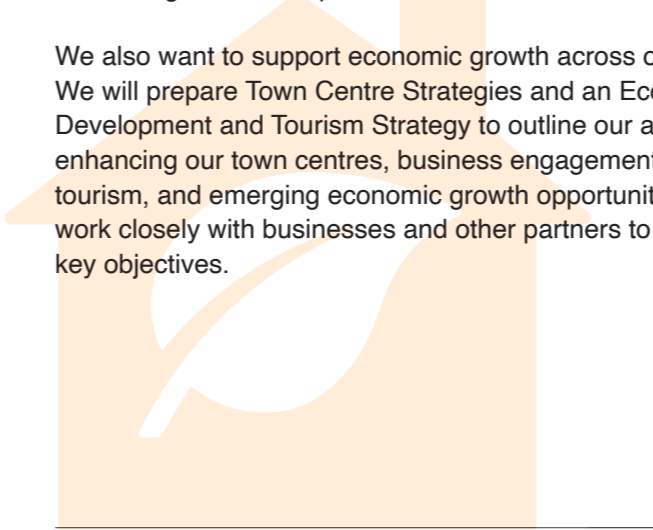 We also want to support economic growth across
We will prepare Town Centre Strategies and an
Development and Tourism Strategy to outline our
enhancing our town centres, business engagement
tourism, and emerging economic growth
work closely with businesses and other partners to
key objectives.